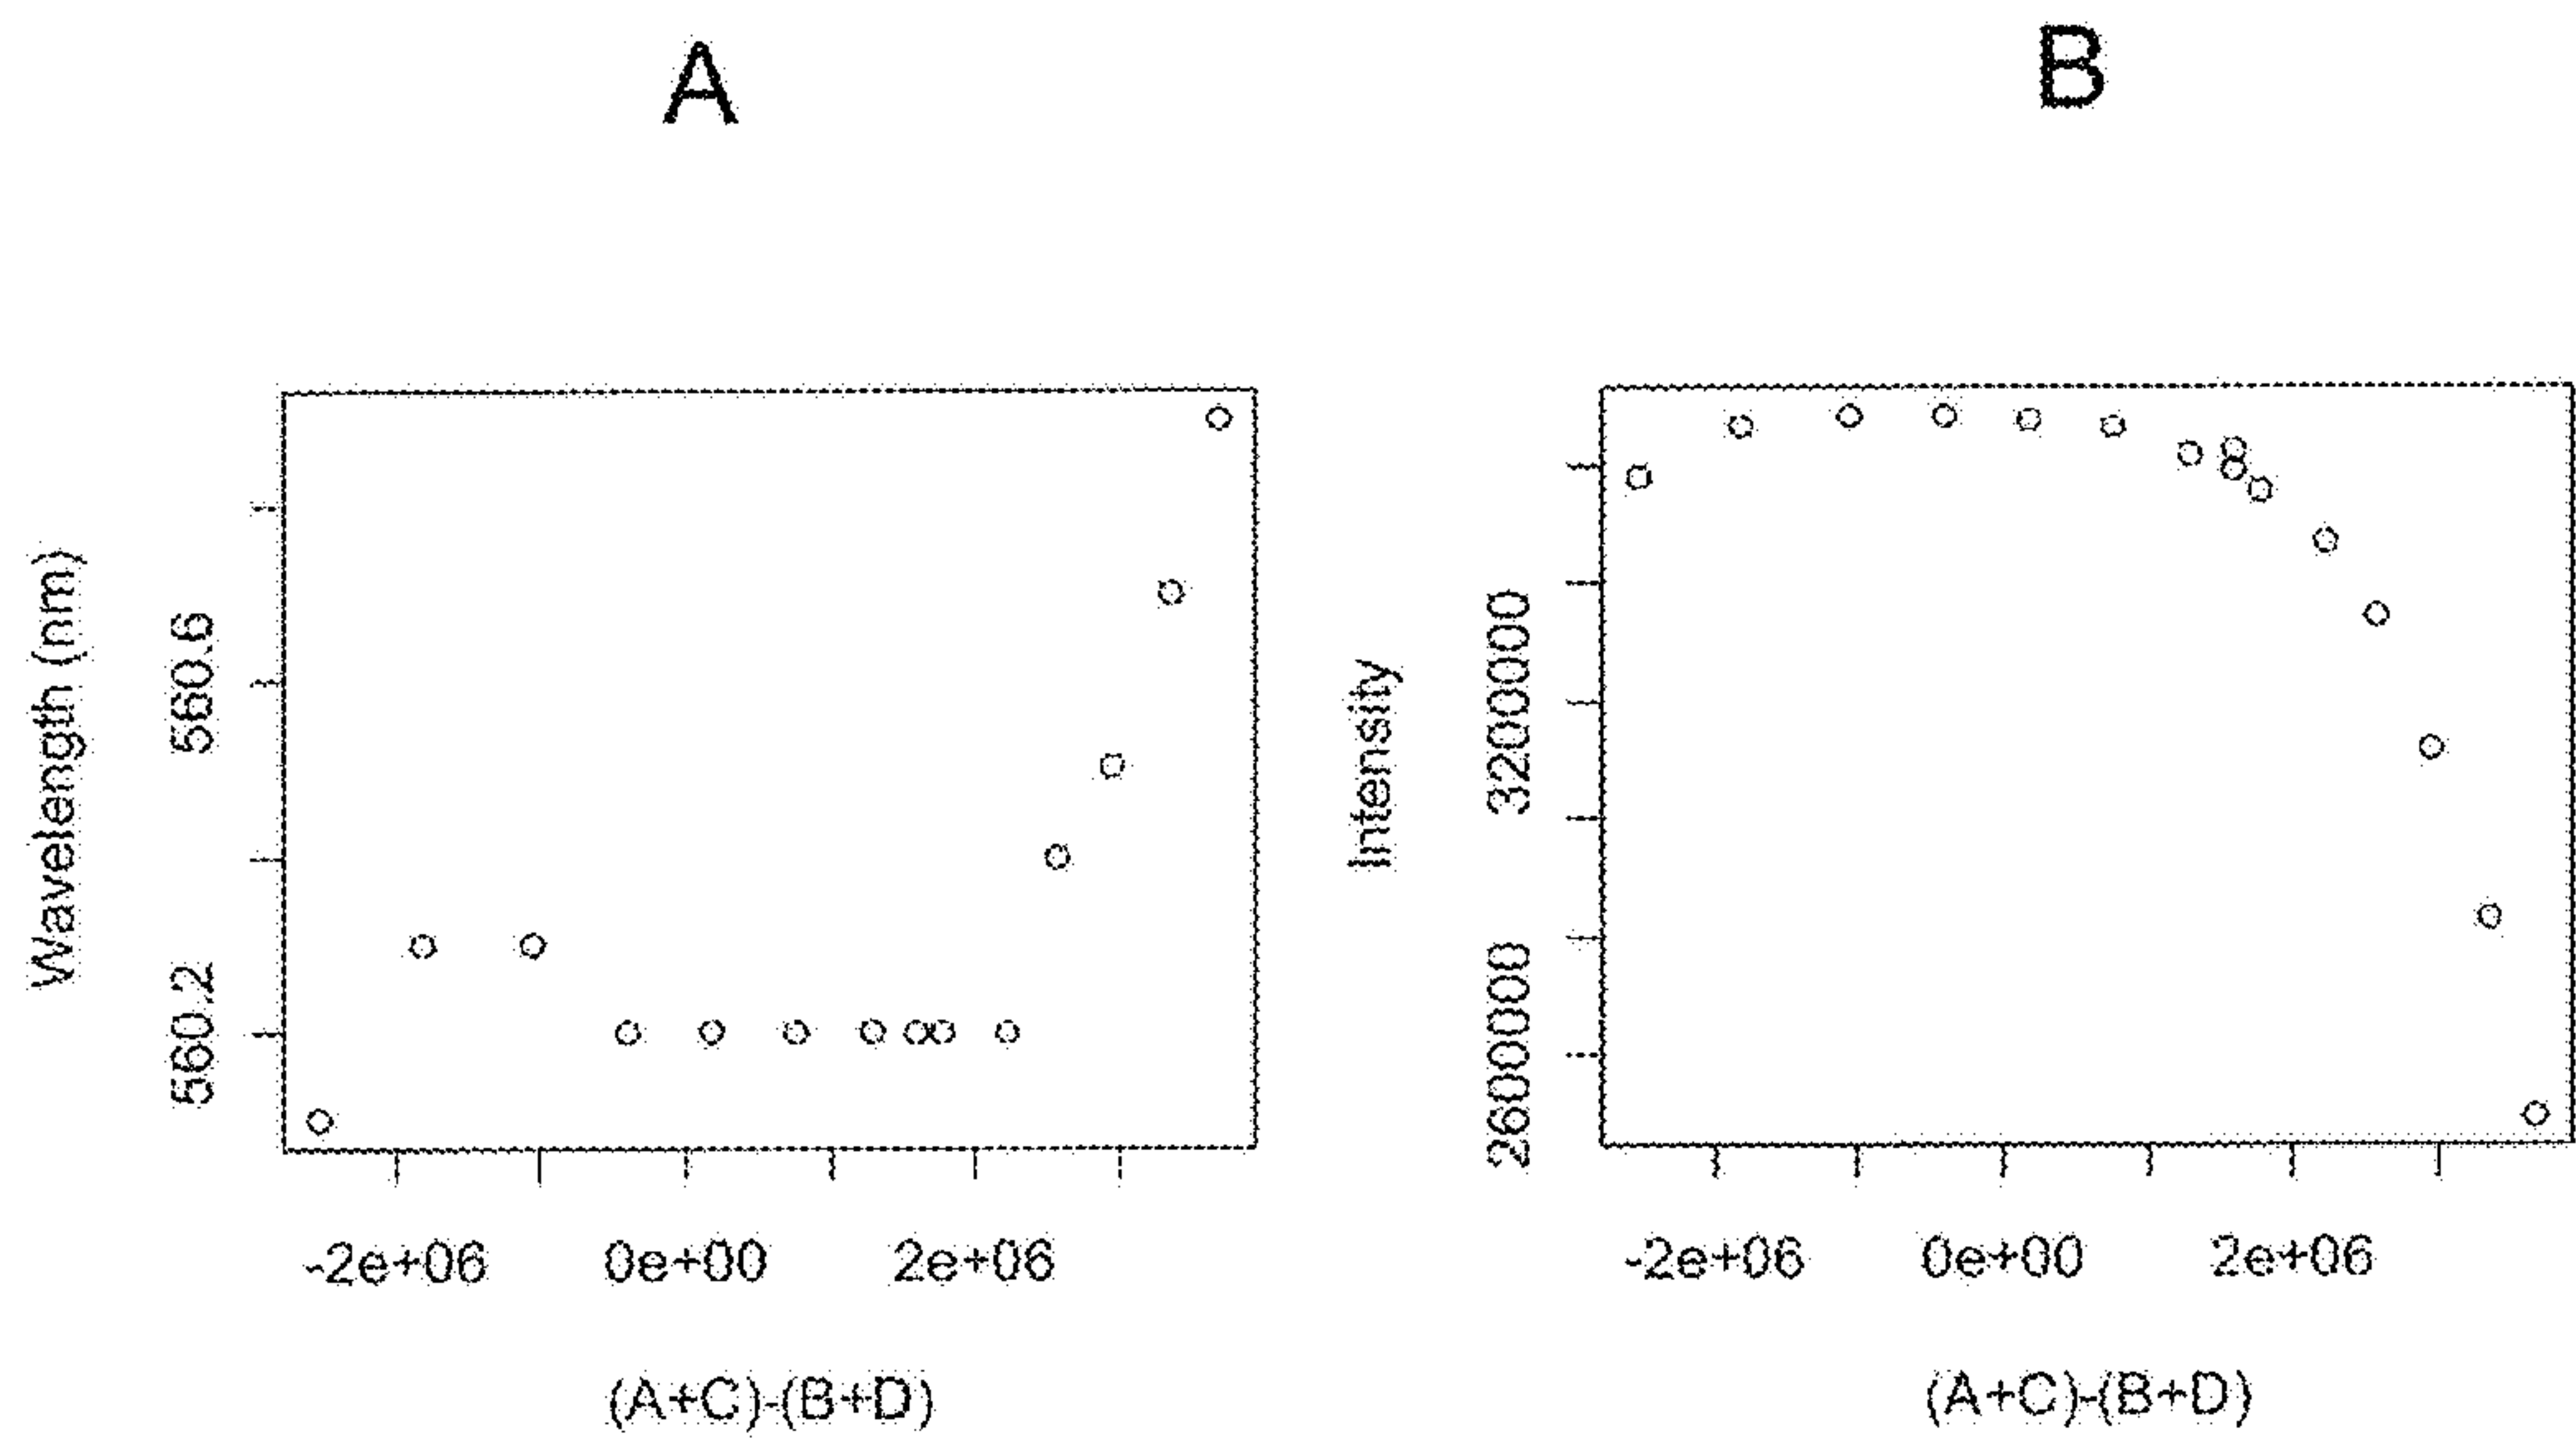 A
B
Wavelength (nm)
560.6
560.2
-2e+06 0e+00 2e+06
(A+C)-(B+D)
Intensity
3200000
2600000
-2e+06 0e+00 2e+06
(A+C)-(B+D)